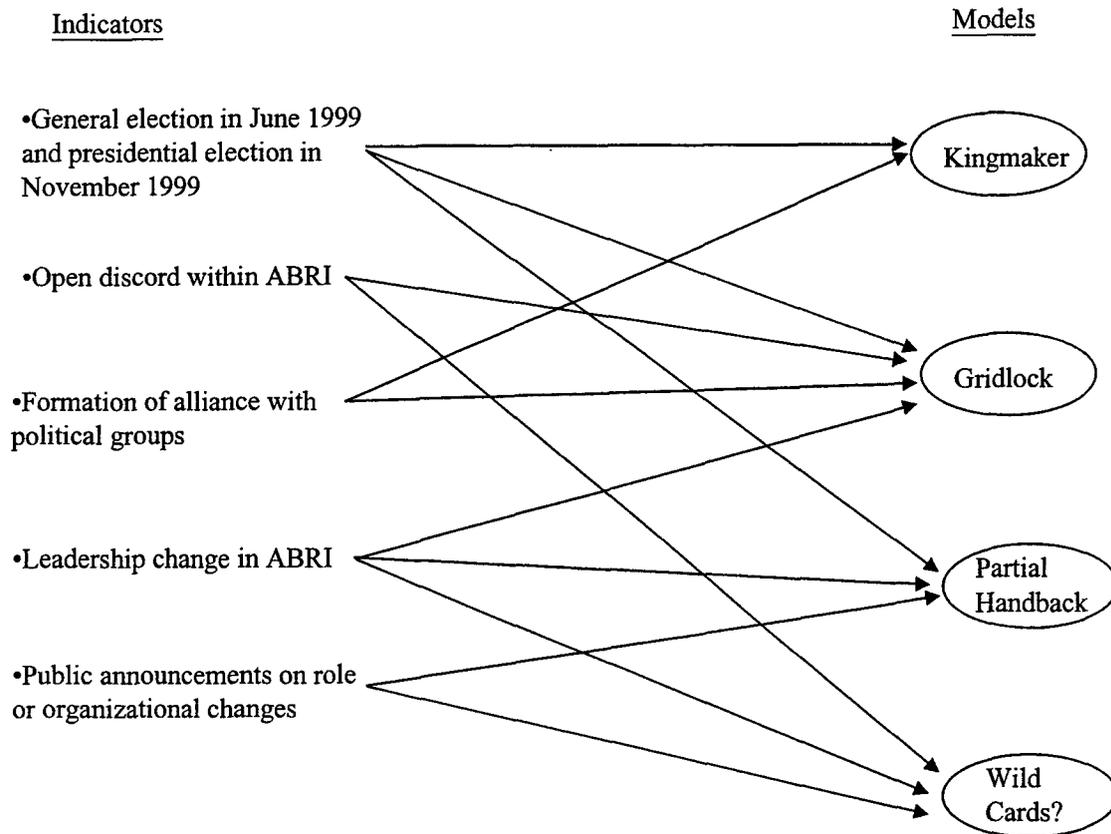 Indicators
Models
•General election in June 1999
and presidential election in
November 1999
Kingmaker
•Open discord within ABRI
Gridlock
•Formation of alliance with
political groups
•Leadership change in ABRI
Partial
Handback
•Public announcements on role
or organizational changes
Wild
Cards?